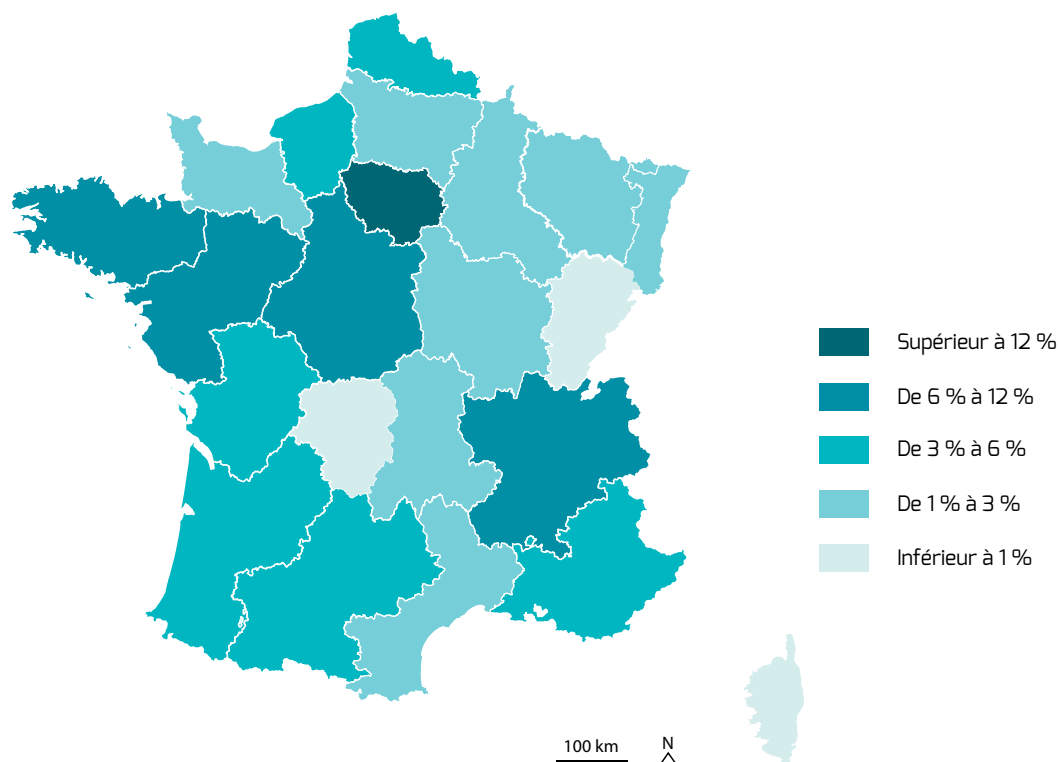 Supérieur à 12 %
De 6 % à 12 %
De 3 % à 6 %
De 1 % à 3 %
Inférieur à 1 %
100 km
N